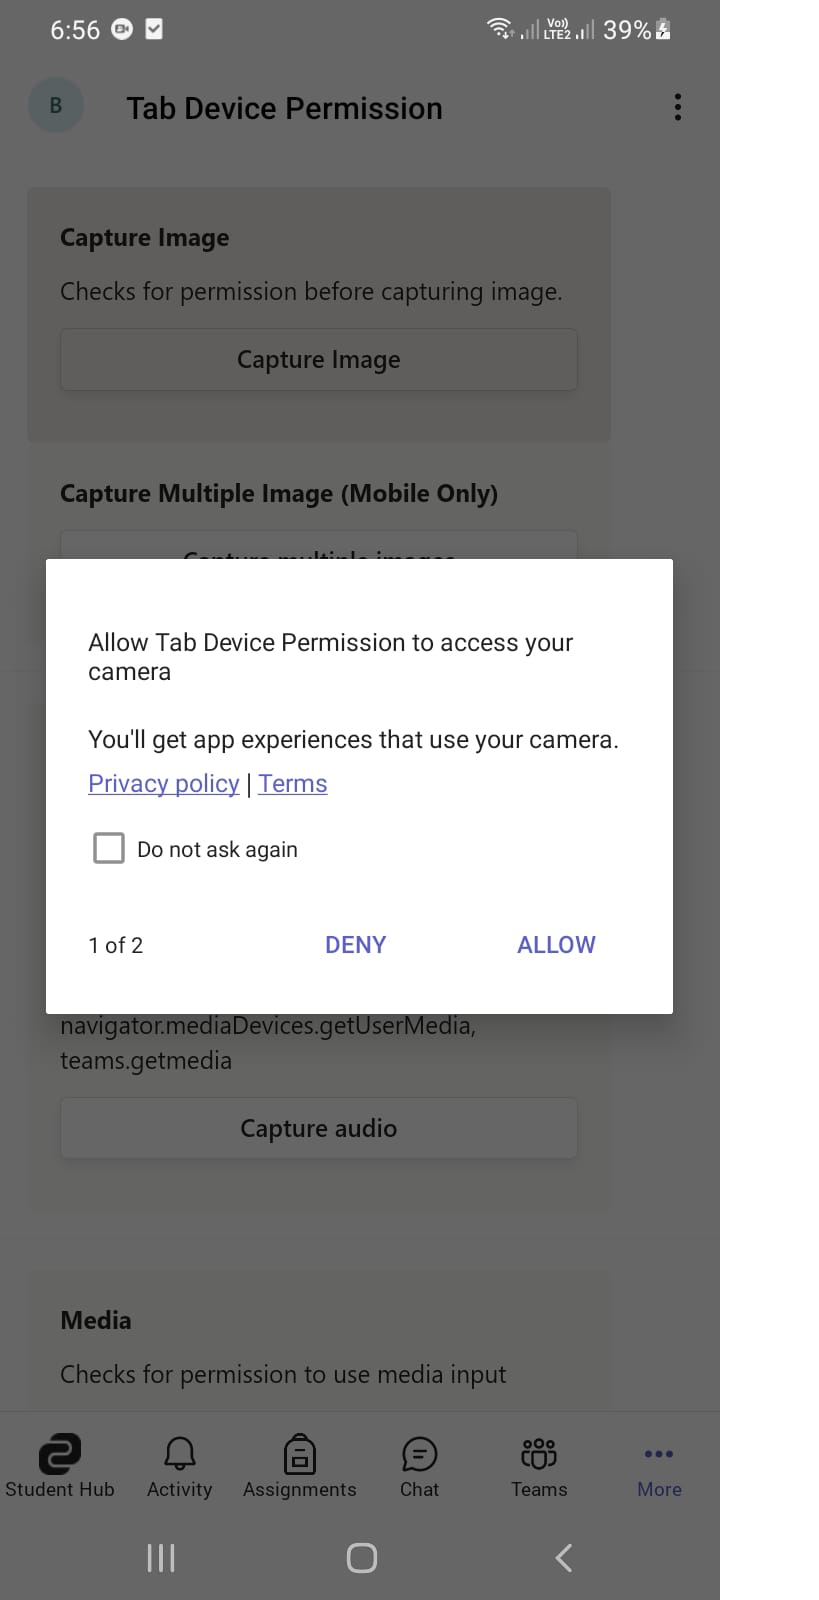 6:56
Vo))
LTE2
39%
B
Tab Device Permission
Capture Image
Checks for permission before capturing image.
Capture Image
Capture Multiple Image (Mobile Only)
Capture multiple images
Allow Tab Device Permission to access your
camera
You'll get app experiences that use your camera.
Privacy policy | Terms
Do not ask again
1 of 2
DENY
ALLOW
navigator.mediaDevices.getUserMedia,
teams.getmedia
Capture audio
Media
Checks for permission to use media input
Student Hub
Activity
Assignments
Chat
Teams
More